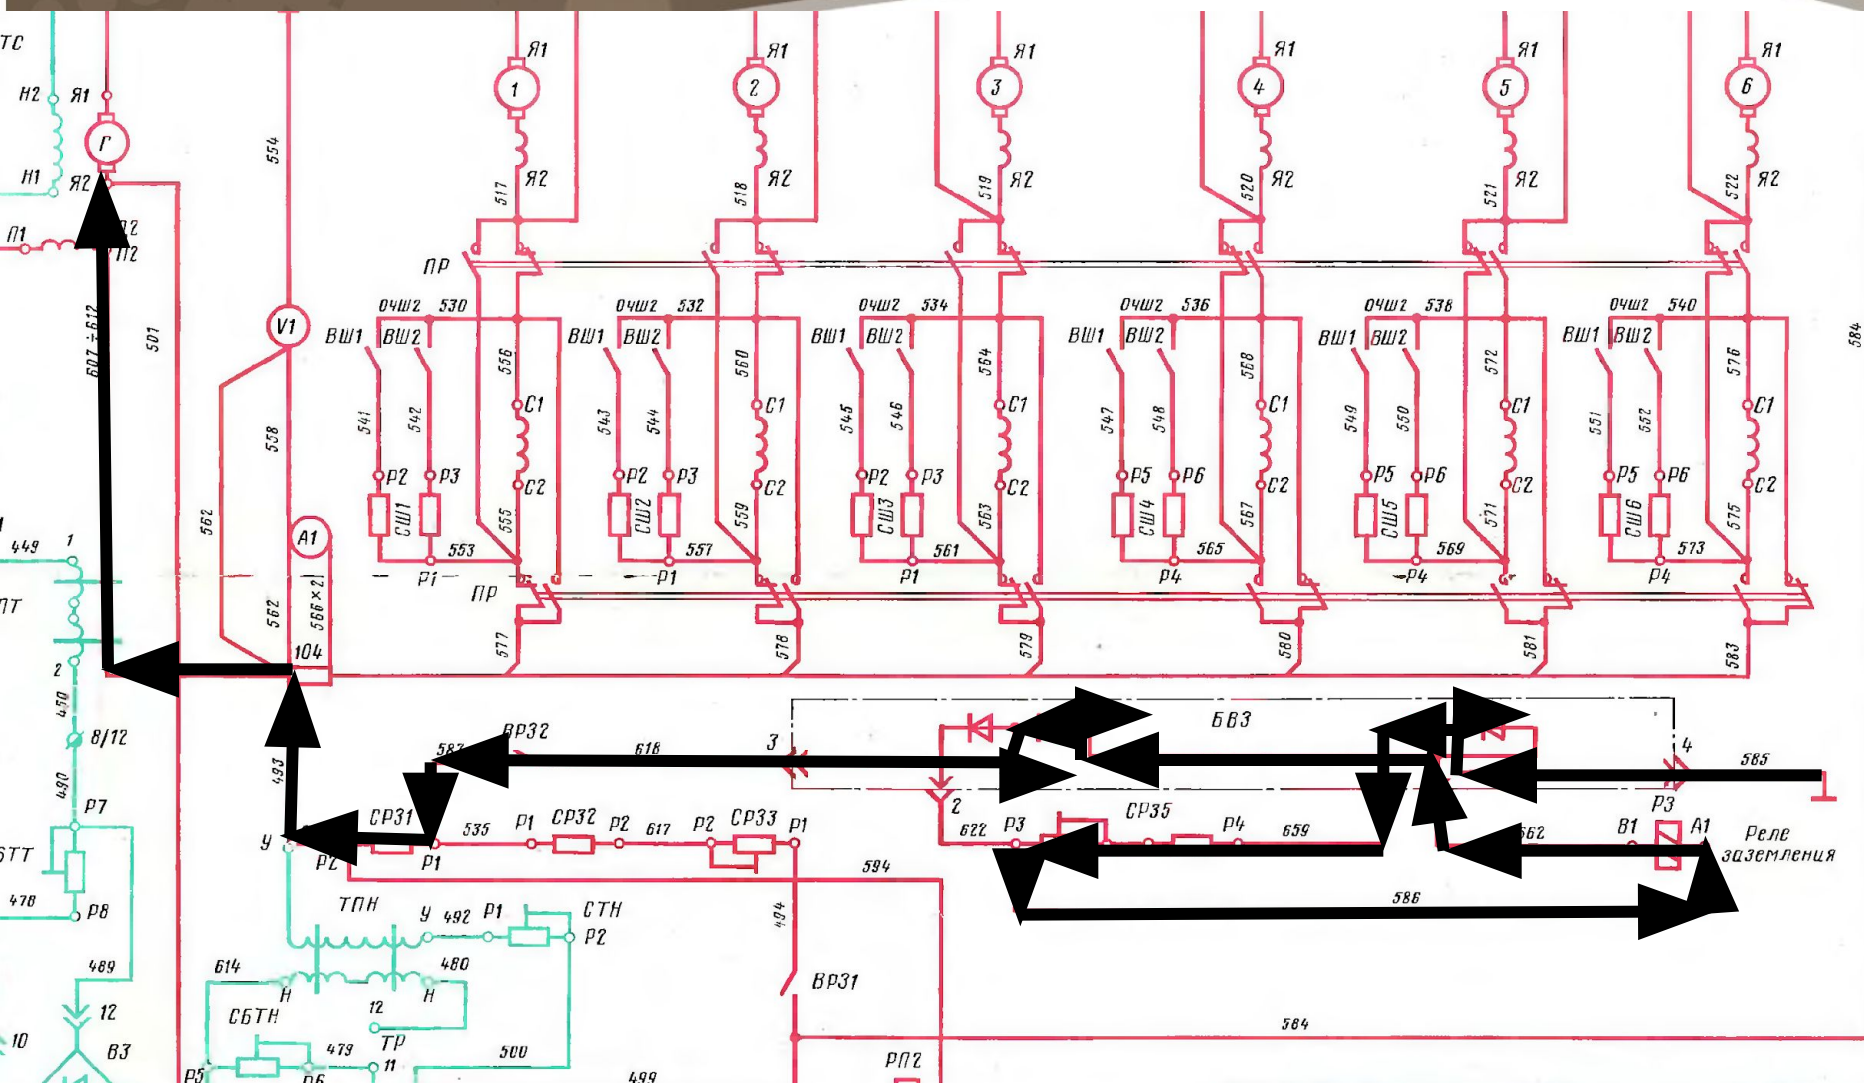 ТС
Я1 Я1 Я1 Я1 Я1 Я1
Н2 Я1
1 2 3 4 5 6
Г
554
Н1 Я2
Я2 Я2 Я2 Я2 Я2 Я2
517 518 519 520 521 522
П1
П2
ПР
V1
501
607÷612
584
ОЧШ2 530 ОЧШ2 532 ОЧШ2 534 ОЧШ2 536 ОЧШ2 538 ОЧШ2 540
ВШ1 ВШ2 ВШ1 ВШ2 ВШ1 ВШ2 ВШ1 ВШ2 ВШ1 ВШ2 ВШ1 ВШ2
556 560 564 568 572 576
541 542 543 544 545 546 547 548 549 550 551 552
558
С1 С1 С1 С1 С1 С1
Р2 Р3 Р2 Р3 Р2 Р3 Р5 Р6 Р5 Р6 Р5 Р6
С2 С2 С2 С2 С2 С2
СШ1 СШ2 СШ3 СШ4 СШ5 СШ6
555 559 563 567 571 575
562
А1
449 1
553 557 561 565 569 573
Р1 Р1 Р1 Р4 Р4 Р4
ПР
562 566×2
577 578 579 580 581 583
104
2
450
8/12
ВР32 БВ3
618 3 4 585
493
490
Р7
2
СР31 СР32 СР33 СР35 Р3
535 Р1 Р2 617 Р2 Р1 622 Р3 Р4 659 В1 А1
Реле
заземления
У Р2 Р1
594
БТТ
478 Р8
586
ТПН У 492 Р1 СТН
Р2
494
489
614 480
Н Н
ВР31
12
12
СБТН
ТР
584
10
В3
479 11 500
Р5 Р6
499
РП2